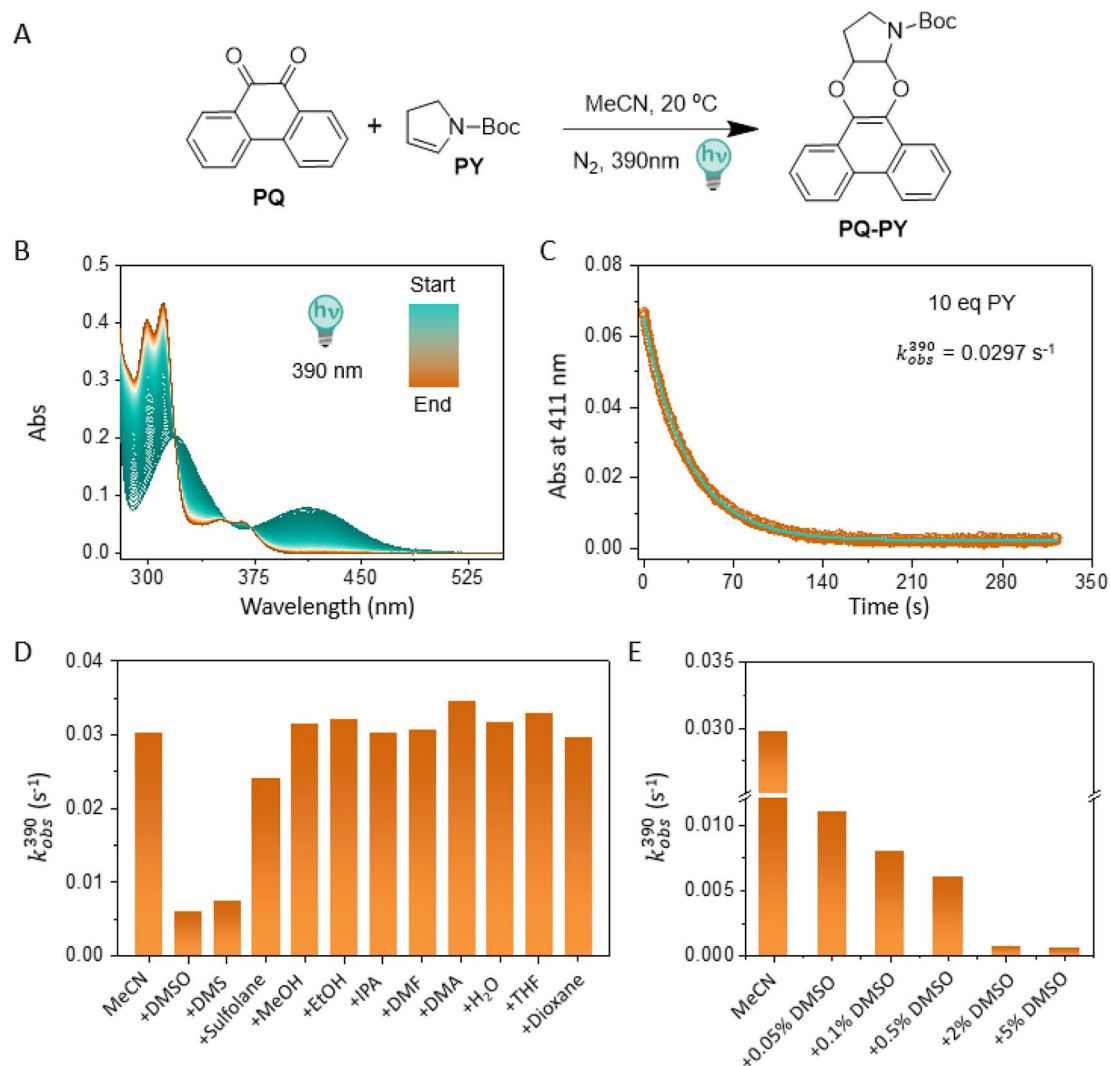 A
O O
PQ
+
N-Boc
PY
MeCN, 20 °C
N2, 390nm
hν
N Boc
O O
PQ-PY
B
0.5
0.4
0.3
0.2
0.1
0.0
Abs
300 375 450 525
Wavelength (nm)
hν
390 nm
Start
End
C
0.08
0.06
0.04
0.02
0.00
Abs at 411 nm
0 70 140 210 280 350
Time (s)
10 eq PY
k390obs = 0.0297 s-1
D
0.04
0.03
0.02
0.01
0.00
k390obs (s-1)
MeCN
+DMSO
+DMS
+Sulfolane
+MeOH
+EtOH
+IPA
+DMF
+DMA
+H2O
+THF
+Dioxane
E
0.035
0.030
0.010
0.005
0.000
k390obs (s-1)
MeCN
+0.05% DMSO
+0.1% DMSO
+0.5% DMSO
+2% DMSO
+5% DMSO